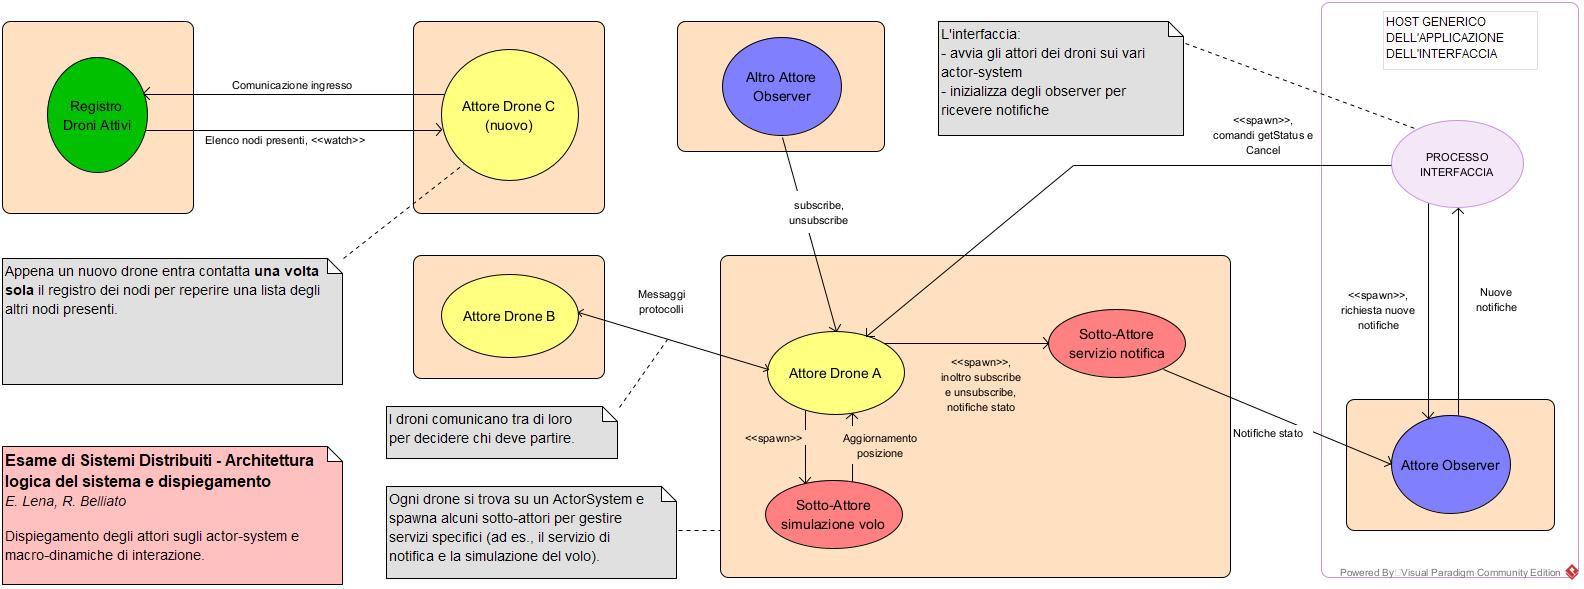 Registro
Droni Attivi
Comunicazione ingresso
Elenco nodi presenti, <<watch>>
Attore Drone C
(nuovo)
Altro Attore
Observer
L'interfaccia:
- avvia gli attori dei droni sui vari
actor-system
- inizializza degli observer per
ricevere notifiche
HOST GENERICO
DELL'APPLICAZIONE
DELL'INTERFACCIA
<<spawn>>,
comandi getStatus e
Cancel
PROCESSO
INTERFACCIA
subscribe,
unsubscribe
Appena un nuovo drone entra contatta una volta
sola il registro dei nodi per reperire una lista degli
altri nodi presenti.
Attore Drone B
Messaggi
protocolli
Attore Drone A
Sotto-Attore
servizio notifica
<<spawn>>,
inoltro subscribe
e unsubscribe,
notifiche stato
<<spawn>>,
richiesta nuove
notifiche
Nuove
notifiche
I droni comunicano tra di loro
per decidere chi deve partire.
<<spawn>>
Aggiornamento
posizione
Notifiche stato
Attore Observer
Esame di Sistemi Distribuiti - Architettura
logica del sistema e dispiegamento
E. Lena, R. Belliato
Dispiegamento degli attori sugli actor-system e
macro-dinamiche di interazione.
Ogni drone si trova su un ActorSystem e
spawna alcuni sotto-attori per gestire
servizi specifici (ad es., il servizio di
notifica e la simulazione del volo).
Sotto-Attore
simulazione volo
Powered By Visual Paradigm Community Edition